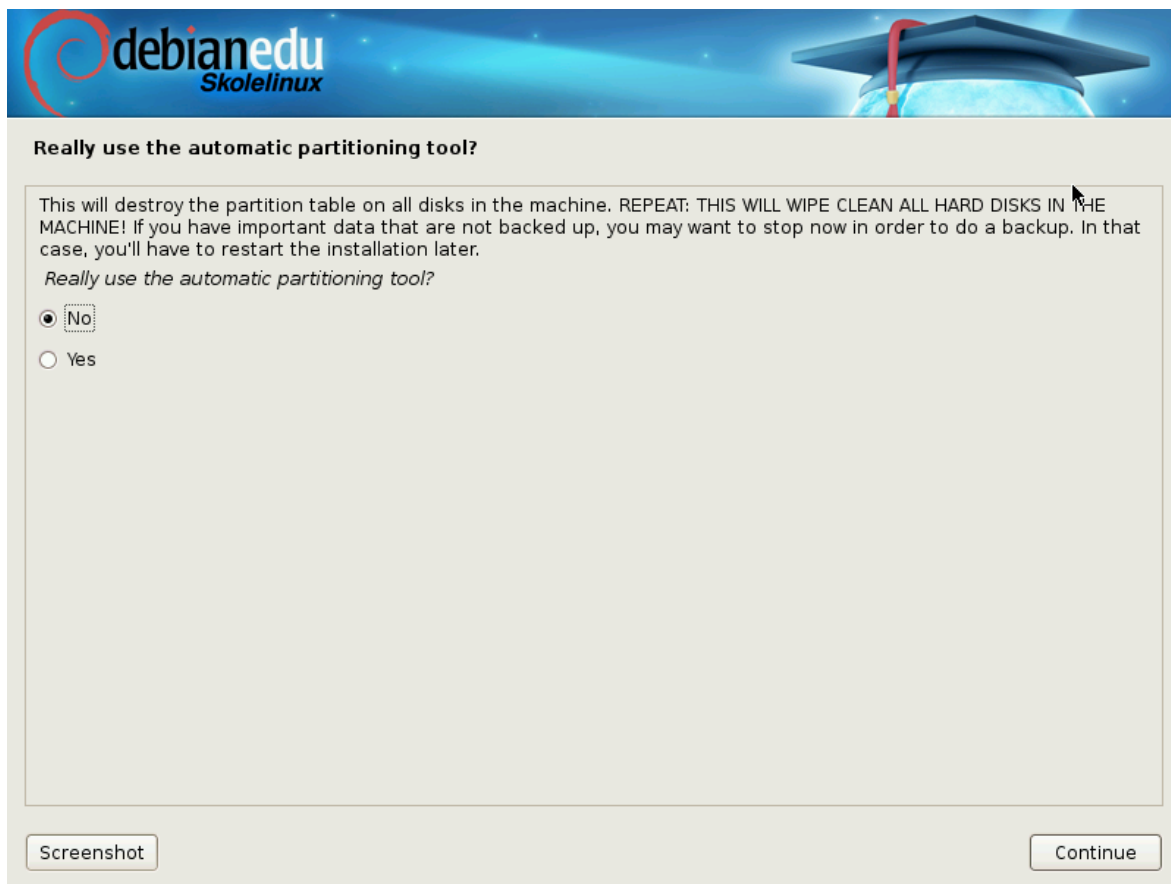 debianedu
Skolelinux
Really use the automatic partitioning tool?
This will destroy the partition table on all disks in the machine. REPEAT: THIS WILL WIPE CLEAN ALL HARD DISKS IN THE
MACHINE! If you have important data that are not backed up, you may want to stop now in order to do a backup. In that
case, you'll have to restart the installation later.
Really use the automatic partitioning tool?
No
Yes
Screenshot
Continue